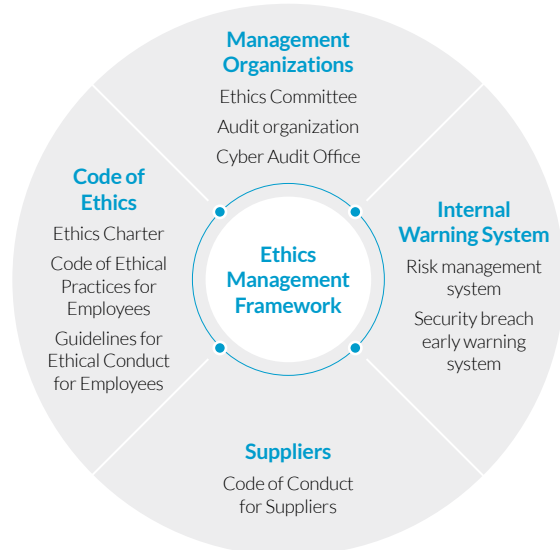 Management
Organizations
Ethics Committee
Audit organization
Cyber Audit Office
Code of
Ethics
Ethics Charter
Code of Ethical
Practices for
Employees
Guidelines for
Ethical Conduct
for Employees
Ethics
Management
Framework
Internal
Warning System
Risk management
system
Security breach
early warning
system
Suppliers
Code of Conduct
for Suppliers